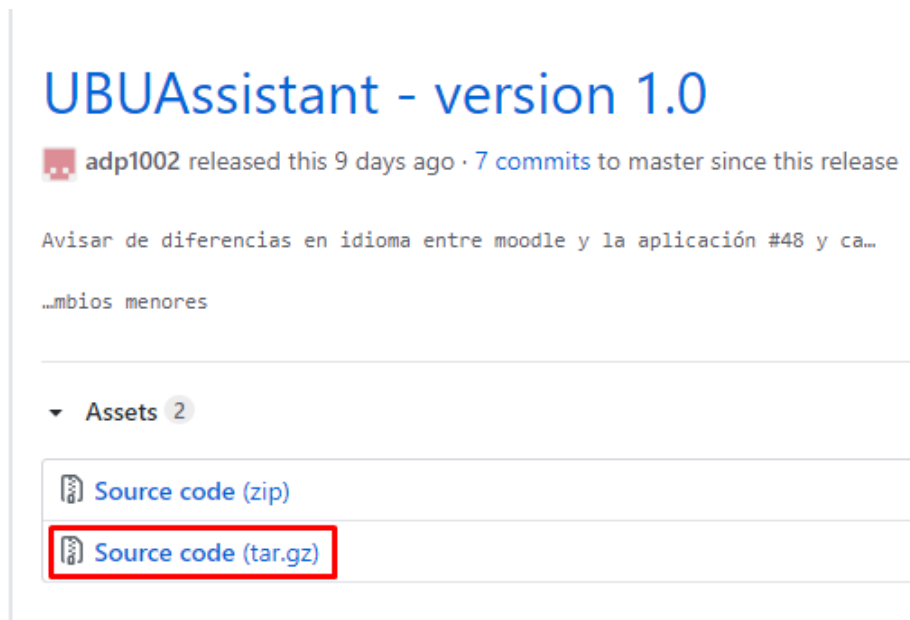 UBUAssistant - version 1.0
adp1002 released this 9 days ago · 7 commits to master since this release
Avisar de diferencias en idioma entre moodle y la aplicación #48 y ca…
…mbios menores
Assets 2
Source code (zip)
Source code (tar.gz)